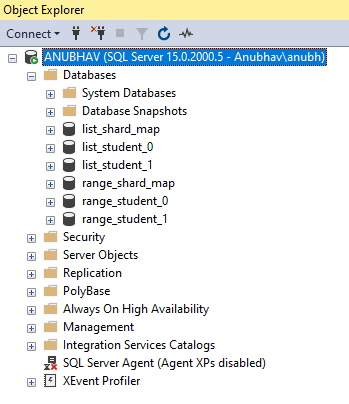 Object Explorer
Connect
ANUBHAV (SQL Server 15.0.2000.5 - Anubhav\anubh)
Databases
System Databases
Database Snapshots
list_shard_map
list_student_0
list_student_1
range_shard_map
range_student_0
range_student_1
Security
Server Objects
Replication
PolyBase
Always On High Availability
Management
Integration Services Catalogs
SQL Server Agent (Agent XPs disabled)
XEvent Profiler